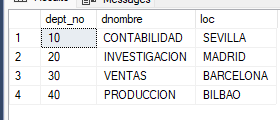 Messages
dept_no dnombre loc
1 10 CONTABILIDAD SEVILLA
2 20 INVESTIGACION MADRID
3 30 VENTAS BARCELONA
4 40 PRODUCCION BILBAO